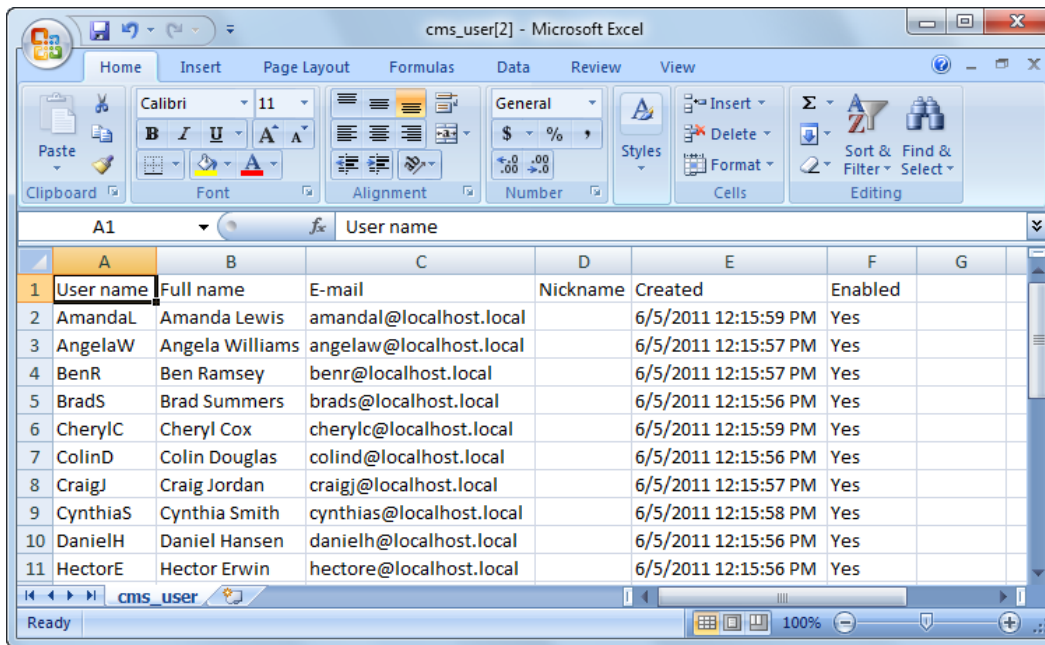 cms_user[2] - Microsoft Excel
Home Insert Page Layout Formulas Data Review View
Paste
Clipboard
Calibri 11
B I U A A
A
Font
Alignment
General
$ % ,
.0 .00
.00 .0
Number
Styles
Insert
Delete
Format
Cells
Σ
A Z
Sort & Filter
Find & Select
Editing
A1 fx User name
A B C D E F G
1 User name Full name E-mail Nickname Created Enabled
2 AmandaL Amanda Lewis amandal@localhost.local 6/5/2011 12:15:59 PM Yes
3 AngelaW Angela Williams angelaw@localhost.local 6/5/2011 12:15:57 PM Yes
4 BenR Ben Ramsey benr@localhost.local 6/5/2011 12:15:57 PM Yes
5 BradS Brad Summers brads@localhost.local 6/5/2011 12:15:56 PM Yes
6 CherylC Cheryl Cox cherylc@localhost.local 6/5/2011 12:15:59 PM Yes
7 ColinD Colin Douglas colind@localhost.local 6/5/2011 12:15:56 PM Yes
8 CraigJ Craig Jordan craigj@localhost.local 6/5/2011 12:15:57 PM Yes
9 CynthiaS Cynthia Smith cynthias@localhost.local 6/5/2011 12:15:58 PM Yes
10 DanielH Daniel Hansen danielh@localhost.local 6/5/2011 12:15:56 PM Yes
11 HectorE Hector Erwin hectore@localhost.local 6/5/2011 12:15:56 PM Yes
cms_user
Ready 100%